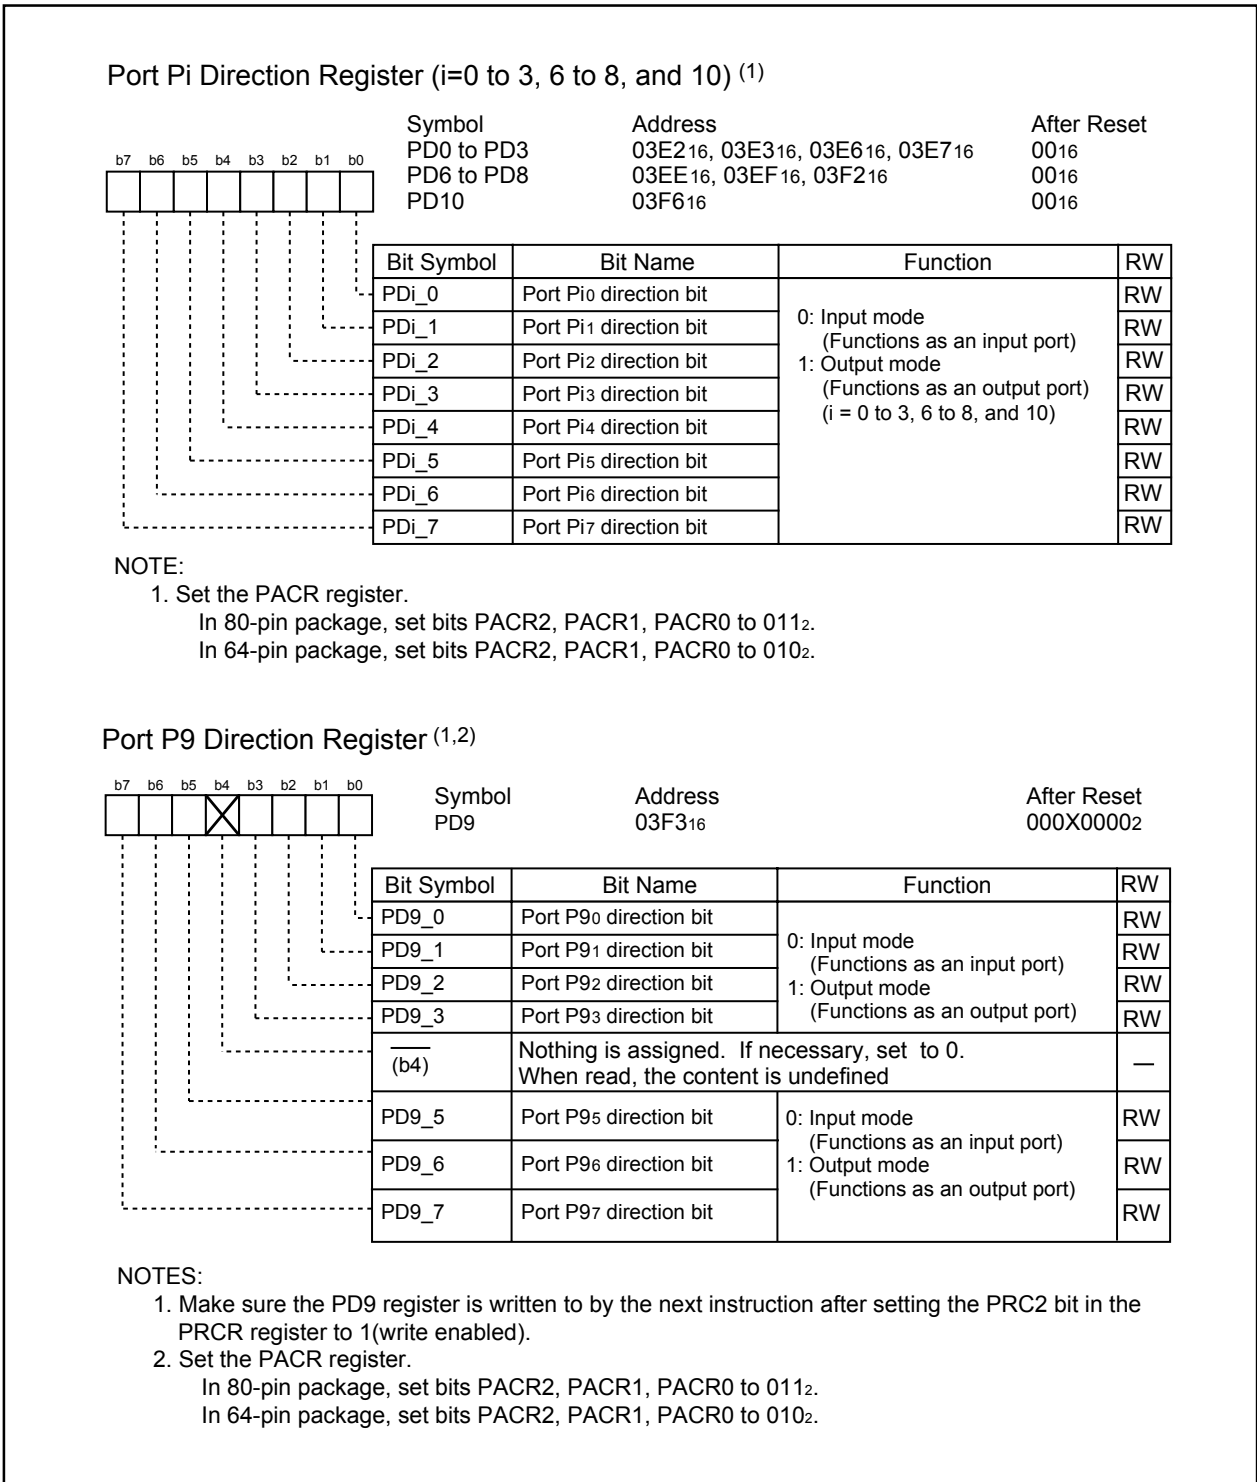 Port Pi Direction Register (i=0 to 3, 6 to 8, and 10) (1)
Symbol Address After Reset
PD0 to PD3 03E216, 03E316, 03E616, 03E716 0016
PD6 to PD8 03EE16, 03EF16, 03F216 0016
PD10 03F616 0016
b7 b6 b5 b4 b3 b2 b1 b0
Bit Symbol Bit Name Function RW
PDi_0 Port Pi0 direction bit RW
PDi_1 Port Pi1 direction bit RW
PDi_2 Port Pi2 direction bit RW
PDi_3 Port Pi3 direction bit RW
PDi_4 Port Pi4 direction bit RW
PDi_5 Port Pi5 direction bit RW
PDi_6 Port Pi6 direction bit RW
PDi_7 Port Pi7 direction bit RW
0: Input mode
(Functions as an input port)
1: Output mode
(Functions as an output port)
(i = 0 to 3, 6 to 8, and 10)
NOTE:
1. Set the PACR register.
In 80-pin package, set bits PACR2, PACR1, PACR0 to 0112.
In 64-pin package, set bits PACR2, PACR1, PACR0 to 0102.
Port P9 Direction Register (1,2)
b7 b6 b5 b4 b3 b2 b1 b0
Symbol Address After Reset
PD9 03F316 000X00002
Bit Symbol Bit Name Function RW
PD9_0 Port P90 direction bit RW
PD9_1 Port P91 direction bit RW
PD9_2 Port P92 direction bit RW
PD9_3 Port P93 direction bit RW
0: Input mode
(Functions as an input port)
1: Output mode
(Functions as an output port)
(b4) Nothing is assigned. If necessary, set to 0. —
When read, the content is undefined
PD9_5 Port P95 direction bit RW
PD9_6 Port P96 direction bit RW
PD9_7 Port P97 direction bit RW
0: Input mode
(Functions as an input port)
1: Output mode
(Functions as an output port)
NOTES:
1. Make sure the PD9 register is written to by the next instruction after setting the PRC2 bit in the
PRCR register to 1(write enabled).
2. Set the PACR register.
In 80-pin package, set bits PACR2, PACR1, PACR0 to 0112.
In 64-pin package, set bits PACR2, PACR1, PACR0 to 0102.